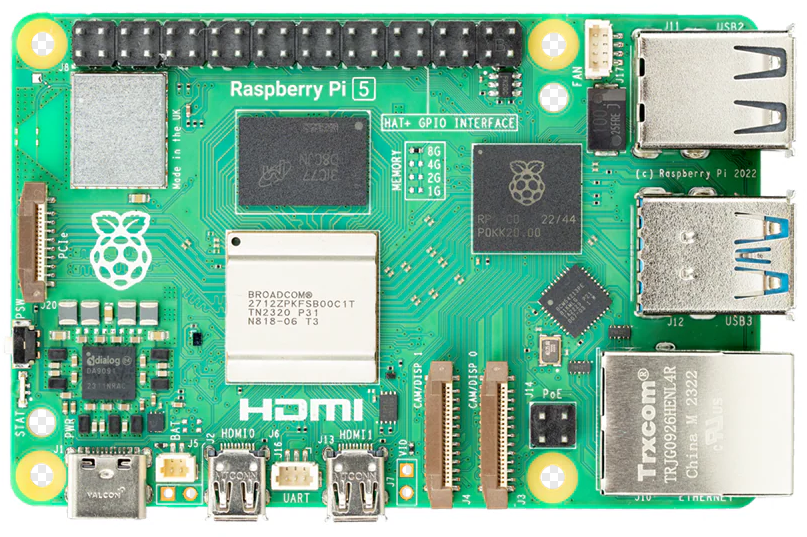 J8
J11
USB2
FAN
J17
Raspberry Pi 5
HAT+ GPIO INTERFACE
Made in the UK
31C77
D8CJN
MEMORY
8G
4G
2G
1G
(c) Raspberry Pi 2022
22/44
P0KK20.00
PCIe
J20
PSW
BROADCOM®
2712ZPKFSB00C1T
TN2320 P31
N818-06 T3
J12
USB3
dialog
DA9091
CAM/DISP 1
CAM/DISP 0
J14
PoE
Trxcom®
TRJG0926HENL4R
China M 2322
HDMI
STAT
PWR
BAT
J5
J2
HDMI0
J6
J16
J13
HDMI1
VID
J7
J1
VALCON
UART
J4
J3
J10
ETHERNET